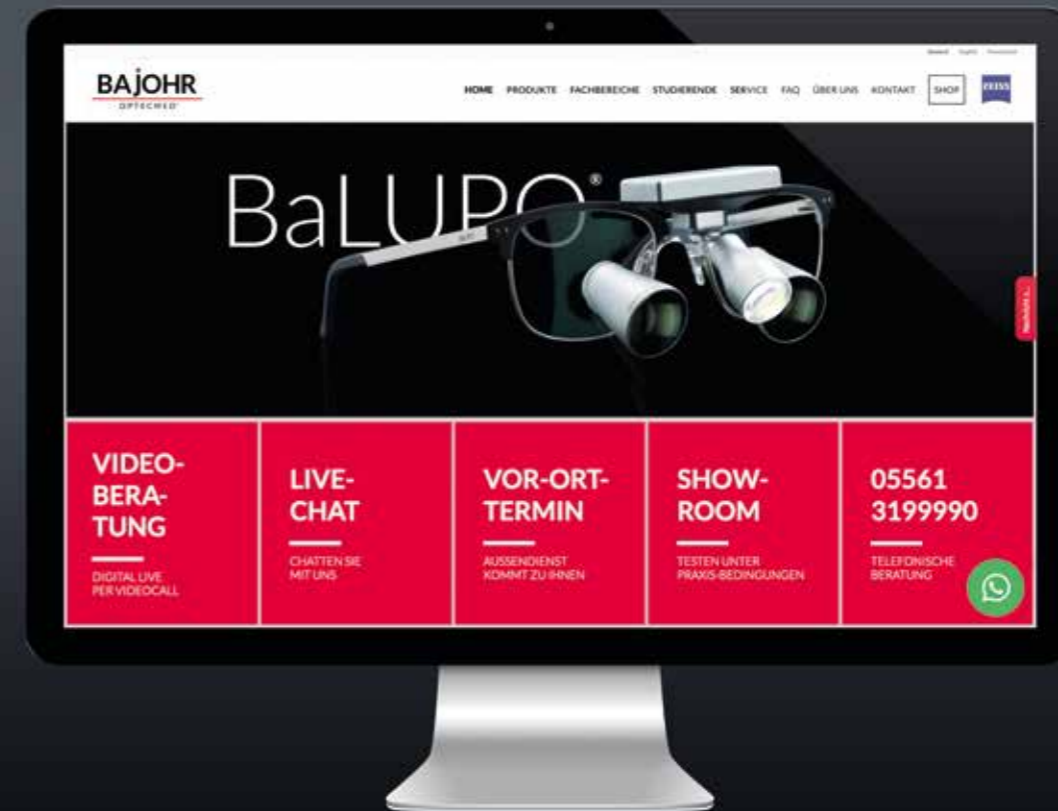 BAJOHR
OPTECMED
Deutsch English
HOME PRODUKTE FACHBEREICHE STUDIERENDE SERVICE FAQ ÜBER UNS KONTAKT SHOP
ZEISS
BaLUPO®
VIDEO-
BERA-
TUNG
DIGITAL LIVE
PER VIDEOCALL
LIVE-
CHAT
CHATTEN SIE
MIT UNS
VOR-ORT-
TERMIN
AUSSENDIENST
KOMMT ZU IHNEN
SHOW-
ROOM
TESTEN UNTER
PRAXIS-BEDINGUNGEN
05561
3199990
TELEFONISCHE
BERATUNG